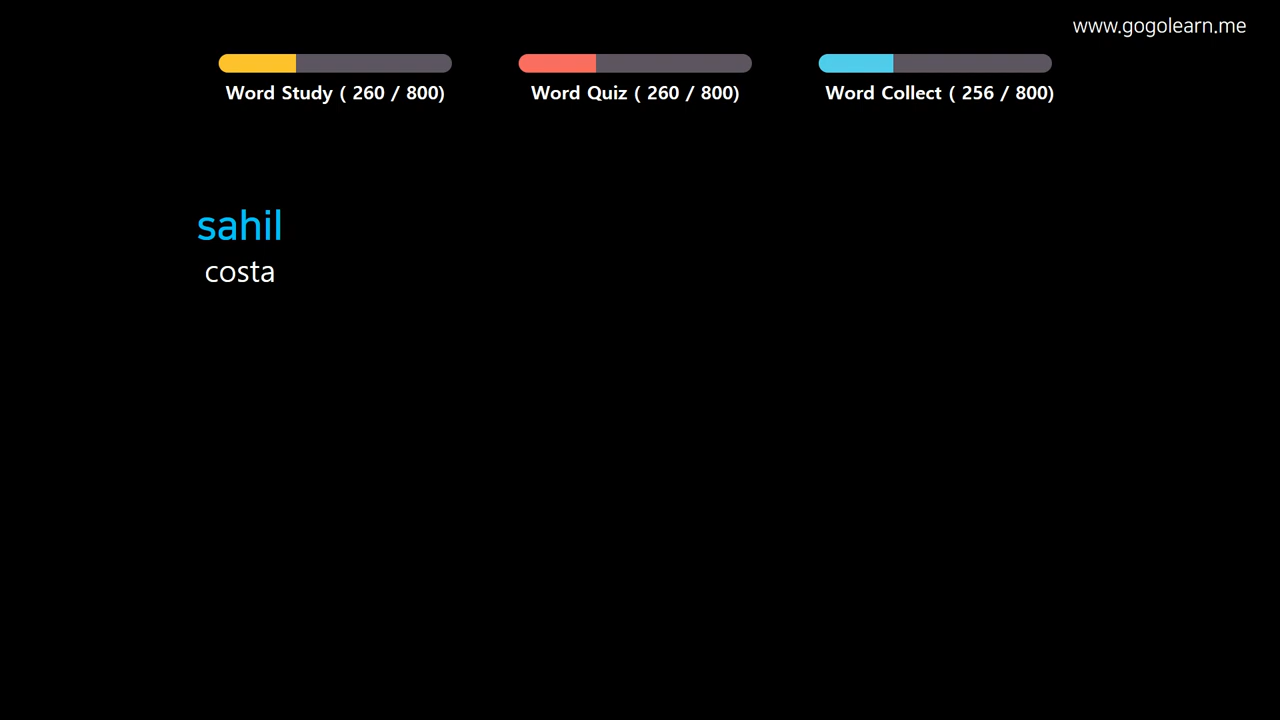 www.gogolearn.me
Word Study ( 260 / 800)
Word Quiz ( 260 / 800)
Word Collect ( 256 / 800)
sahil
costa